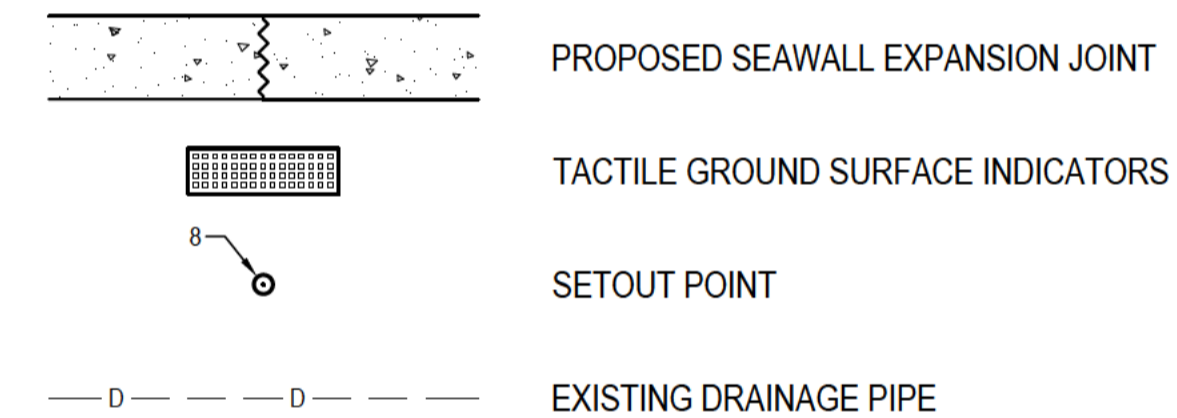 PROPOSED SEAWALL EXPANSION JOINT
TACTILE GROUND SURFACE INDICATORS
8
SETOUT POINT
D D EXISTING DRAINAGE PIPE